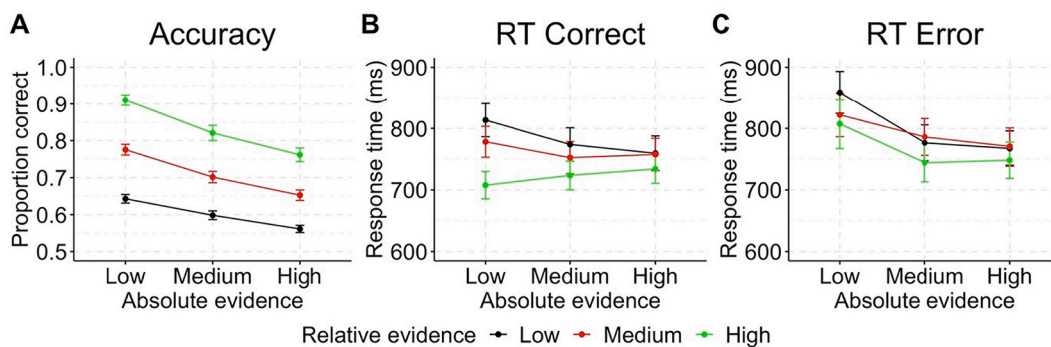 A Accuracy
Proportion correct
1.0
0.9
0.8
0.7
0.6
0.5
Low Medium High
Absolute evidence
B RT Correct
Response time (ms)
900
800
700
600
Low Medium High
Absolute evidence
C RT Error
Response time (ms)
900
800
700
600
Low Medium High
Absolute evidence
Relative evidence Low Medium High